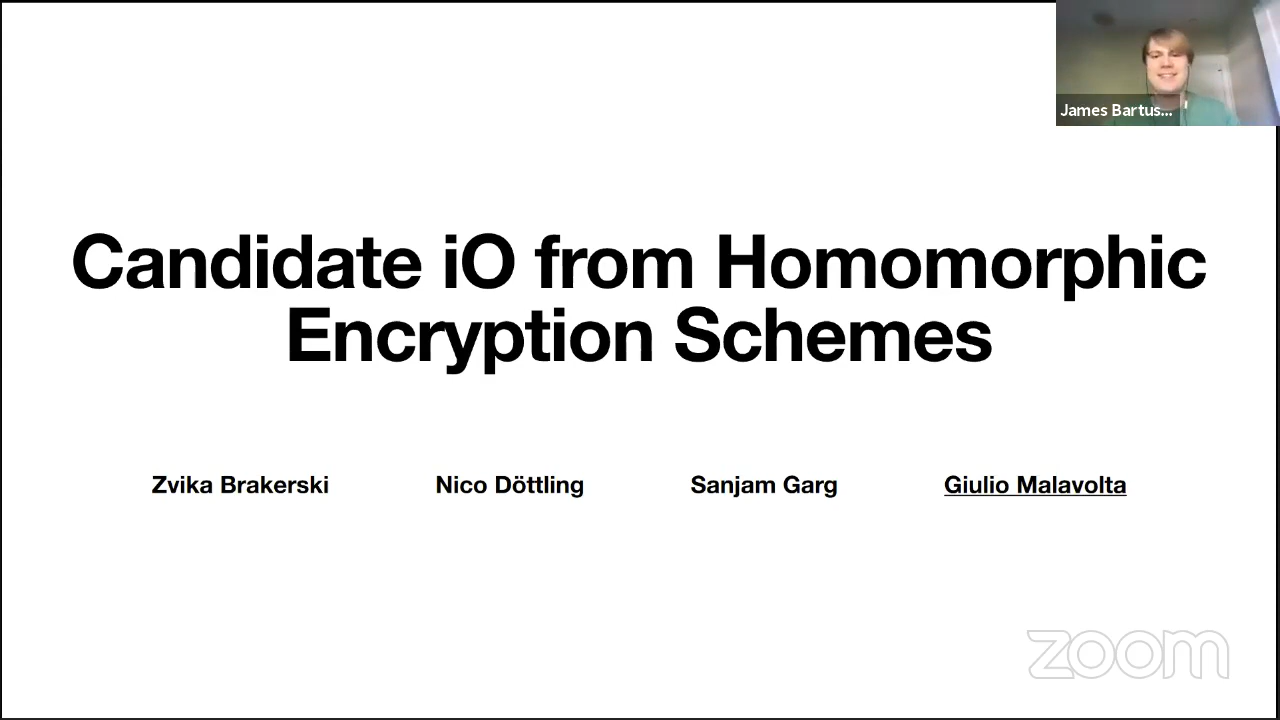 James Bartus...
Candidate iO from Homomorphic
Encryption Schemes
Zvika Brakerski Nico Döttling Sanjam Garg Giulio Malavolta
zoom